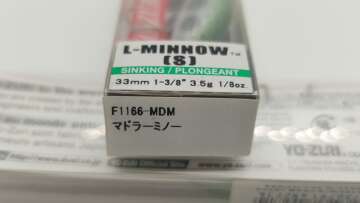 L-MINNOW™
(S)
SINKING / PLONGEANT
33mm 1-3/8" 3.5g 1/8oz
F1166-MDM
マドラーミノー
YO-ZURI